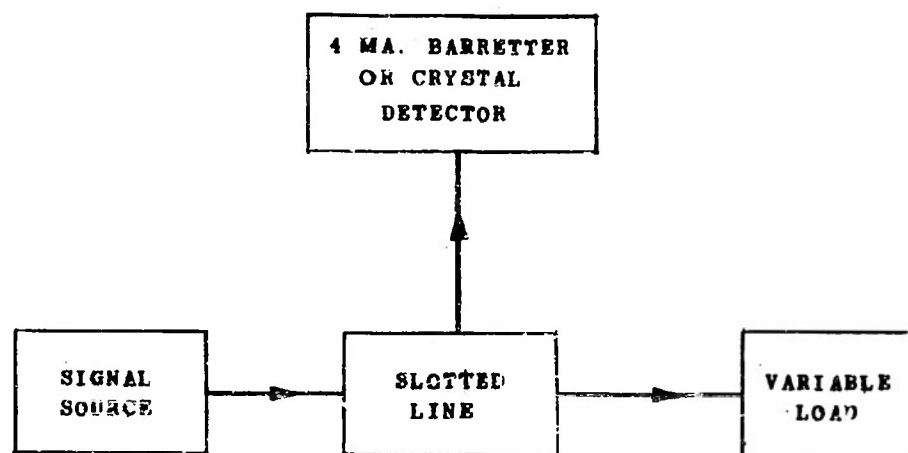 4 MA. BARRETTER
OR CRYSTAL
DETECTOR
SIGNAL
SOURCE
SLOTTED
LINE
VARIABLE
LOAD